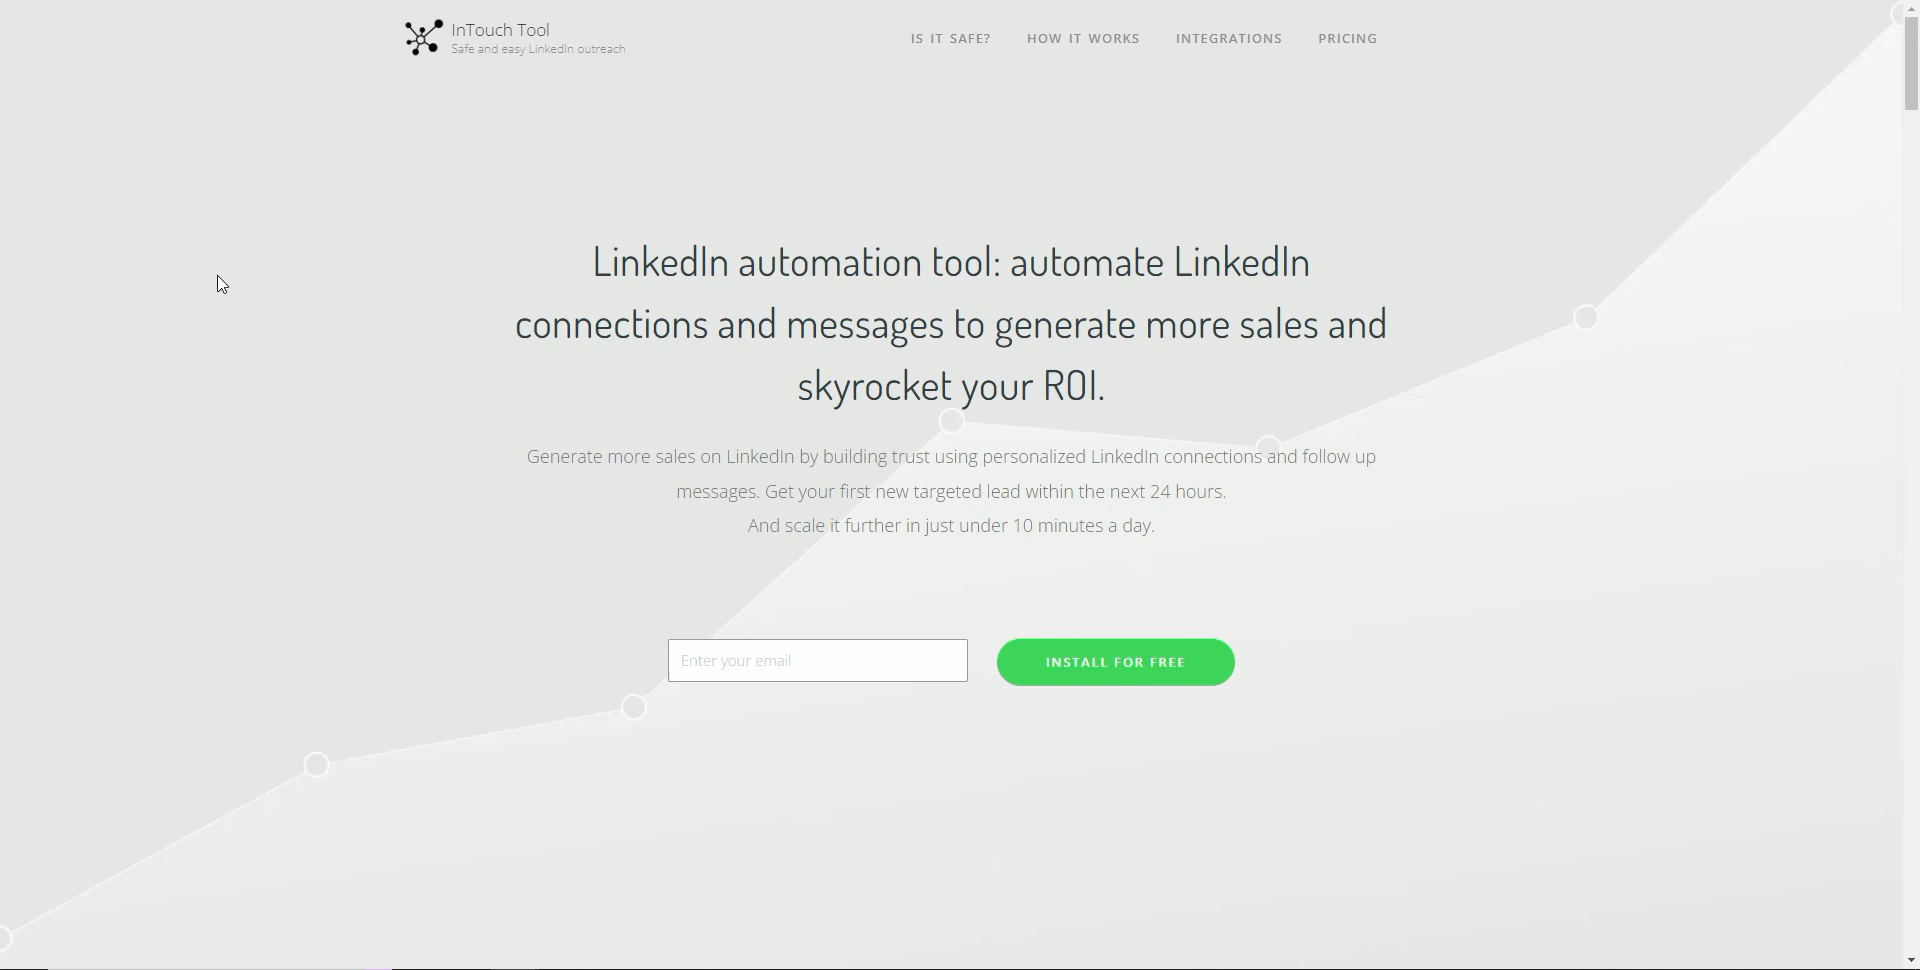 InTouch Tool
Safe and easy LinkedIn outreach
IS IT SAFE?
HOW IT WORKS
INTEGRATIONS
PRICING
LinkedIn automation tool: automate LinkedIn
connections and messages to generate more sales and
skyrocket your ROI.
Generate more sales on LinkedIn by building trust using personalized LinkedIn connections and follow up
messages. Get your first new targeted lead within the next 24 hours.
And scale it further in just under 10 minutes a day.
Enter your email
INSTALL FOR FREE